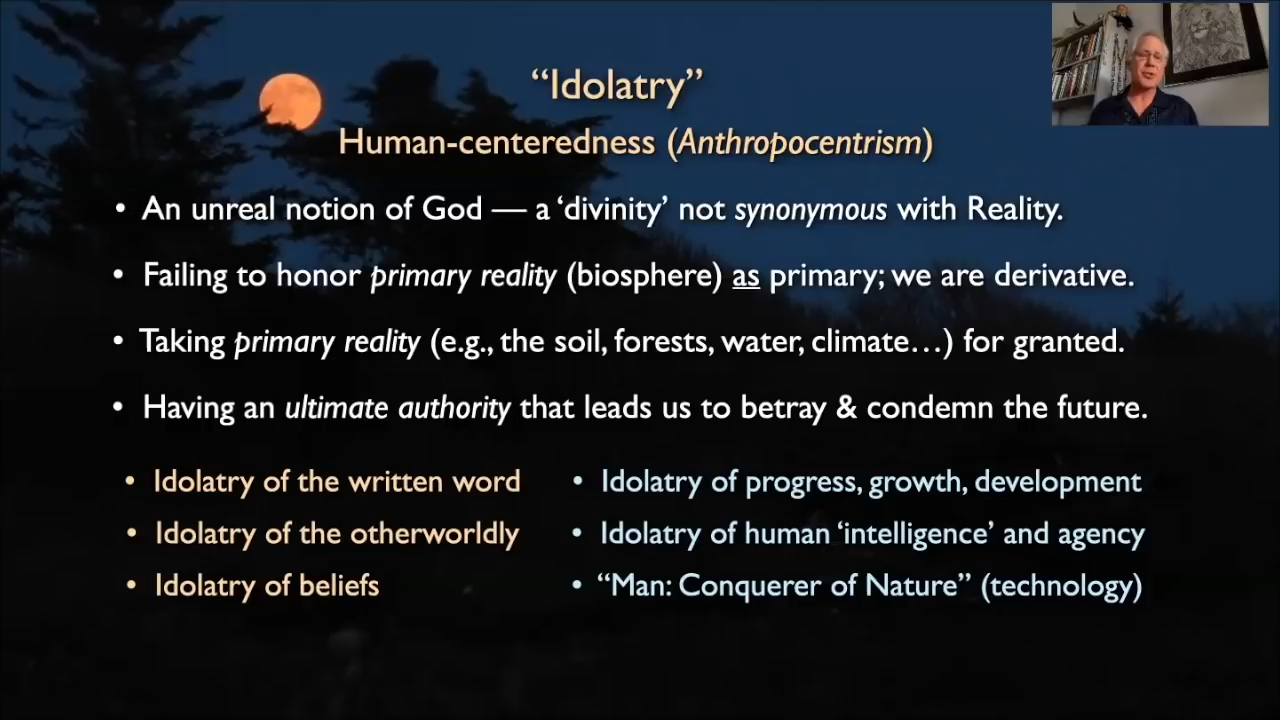 “Idolatry”
Human-centeredness (Anthropocentrism)
• An unreal notion of God — a ‘divinity’ not synonymous with Reality.
• Failing to honor primary reality (biosphere) as primary; we are derivative.
• Taking primary reality (e.g., the soil, forests, water, climate…) for granted.
• Having an ultimate authority that leads us to betray & condemn the future.
• Idolatry of the written word
• Idolatry of the otherworldly
• Idolatry of beliefs
• Idolatry of progress, growth, development
• Idolatry of human ‘intelligence’ and agency
• “Man: Conquerer of Nature” (technology)